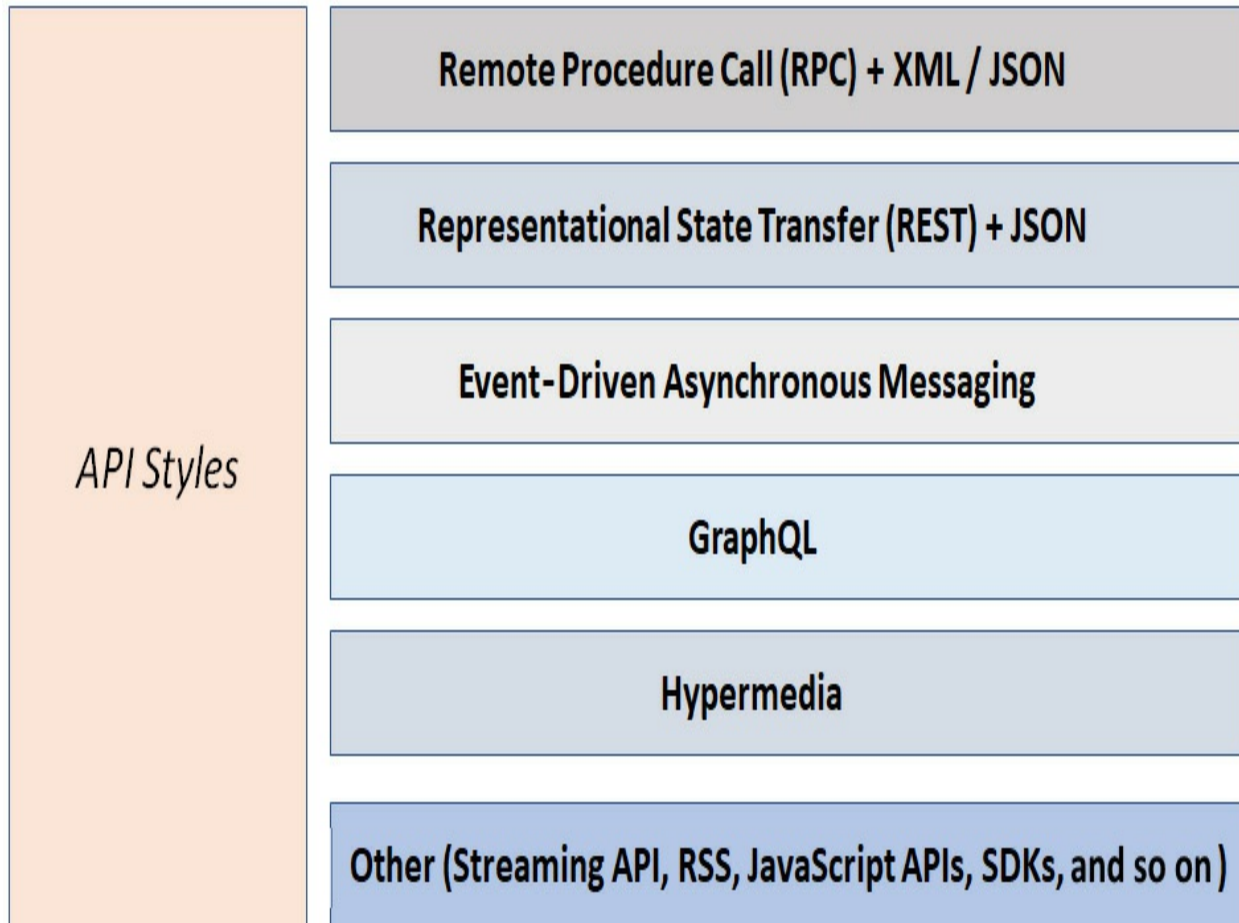 Remote Procedure Call (RPC) + XML / JSON
Representational State Transfer (REST) + JSON
Event-Driven Asynchronous Messaging
API Styles
GraphQL
Hypermedia
Other (Streaming API, RSS, JavaScript APIs, SDKs, and so on )